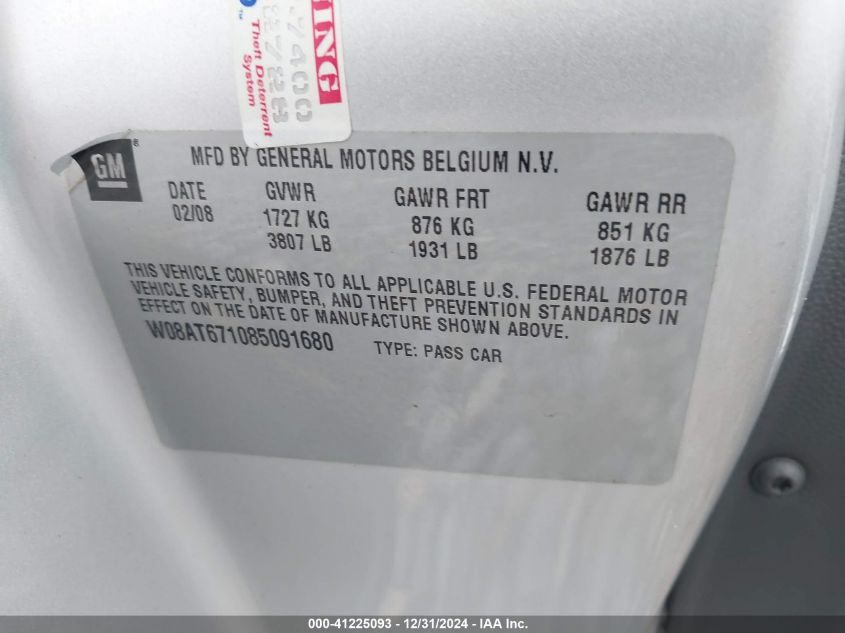 ING
7400
™
Theft Deterrent
System
GM
MFD BY GENERAL MOTORS BELGIUM N.V.
DATE GVWR GAWR FRT GAWR RR
02/08 1727 KG 876 KG 851 KG
3807 LB 1931 LB 1876 LB
THIS VEHICLE CONFORMS TO ALL APPLICABLE U.S. FEDERAL MOTOR
VEHICLE SAFETY, BUMPER, AND THEFT PREVENTION STANDARDS IN
EFFECT ON THE DATE OF MANUFACTURE SHOWN ABOVE.
W08AT671085091680 TYPE: PASS CAR
000-41225093 - 12/31/2024 - IAA Inc.